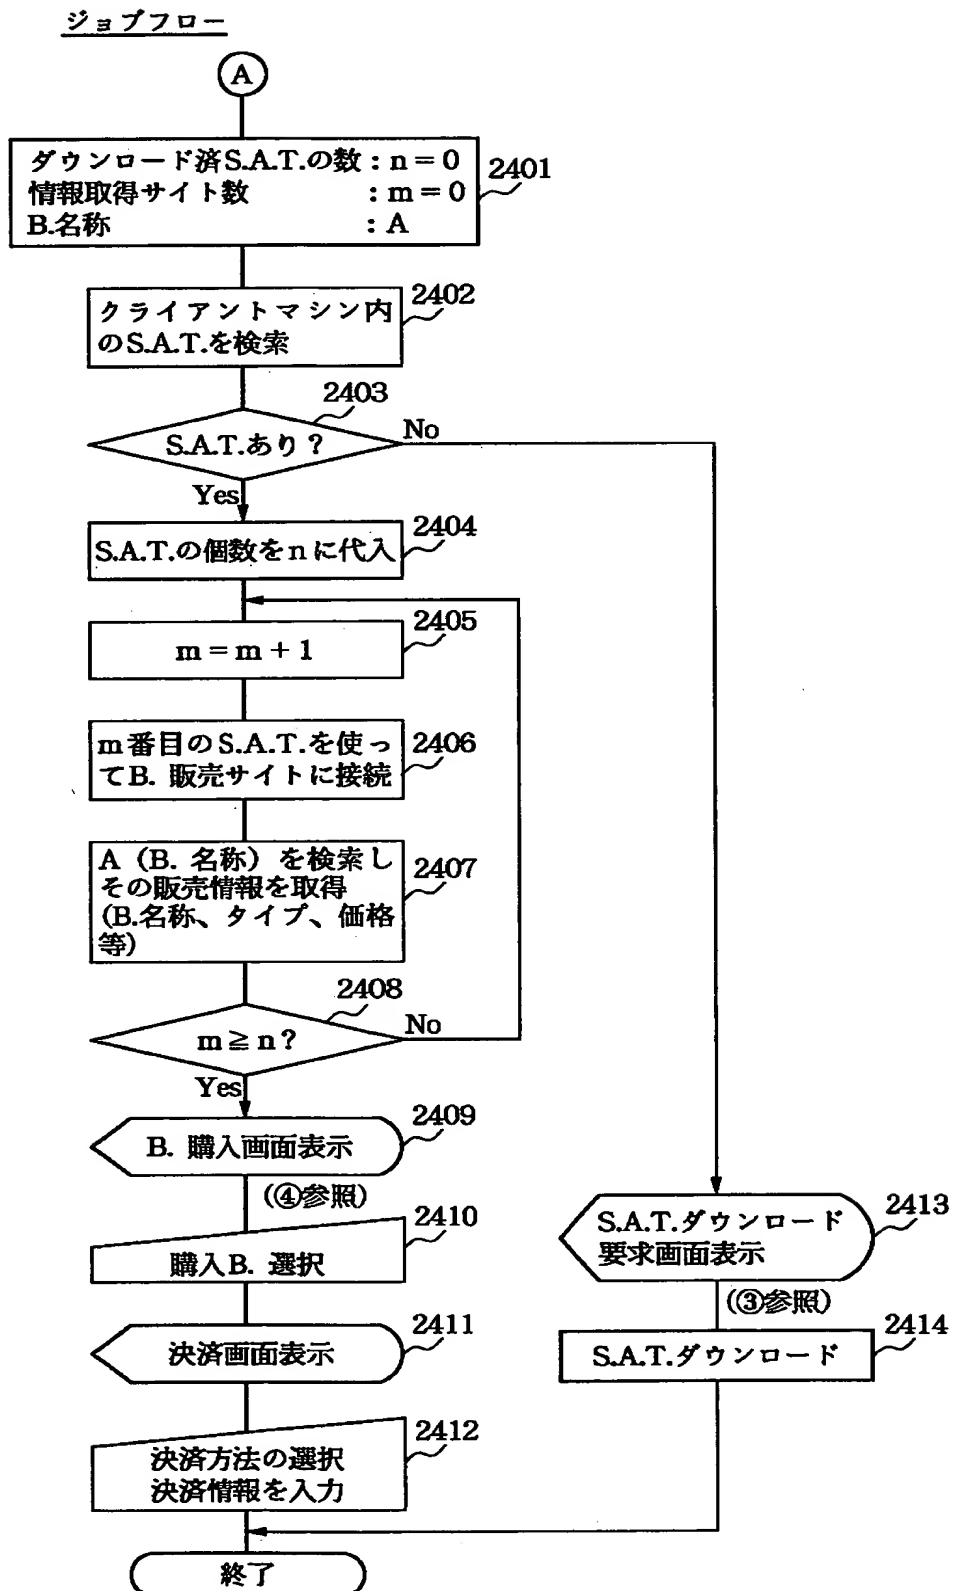 ジョブフロー
A
ダウンロード済S.A.T.の数:n=0
情報取得サイト数 :m=0
B.名称 :A
2401
クライアントマシン内
のS.A.T.を検索
2402
S.A.T.あり?
2403
No
Yes
S.A.T.の個数をnに代入
2404
m=m+1
2405
m番目のS.A.T.を使っ
てB. 販売サイトに接続
2406
A(B. 名称)を検索し
その販売情報を取得
(B.名称、タイプ、価格
等)
2407
m≧n?
2408
No
Yes
B. 購入画面表示
2409
(④参照)
購入B. 選択
2410
決済画面表示
2411
決済方法の選択
決済情報を入力
2412
S.A.T.ダウンロード
要求画面表示
2413
(③参照)
S.A.T.ダウンロード
2414
終了